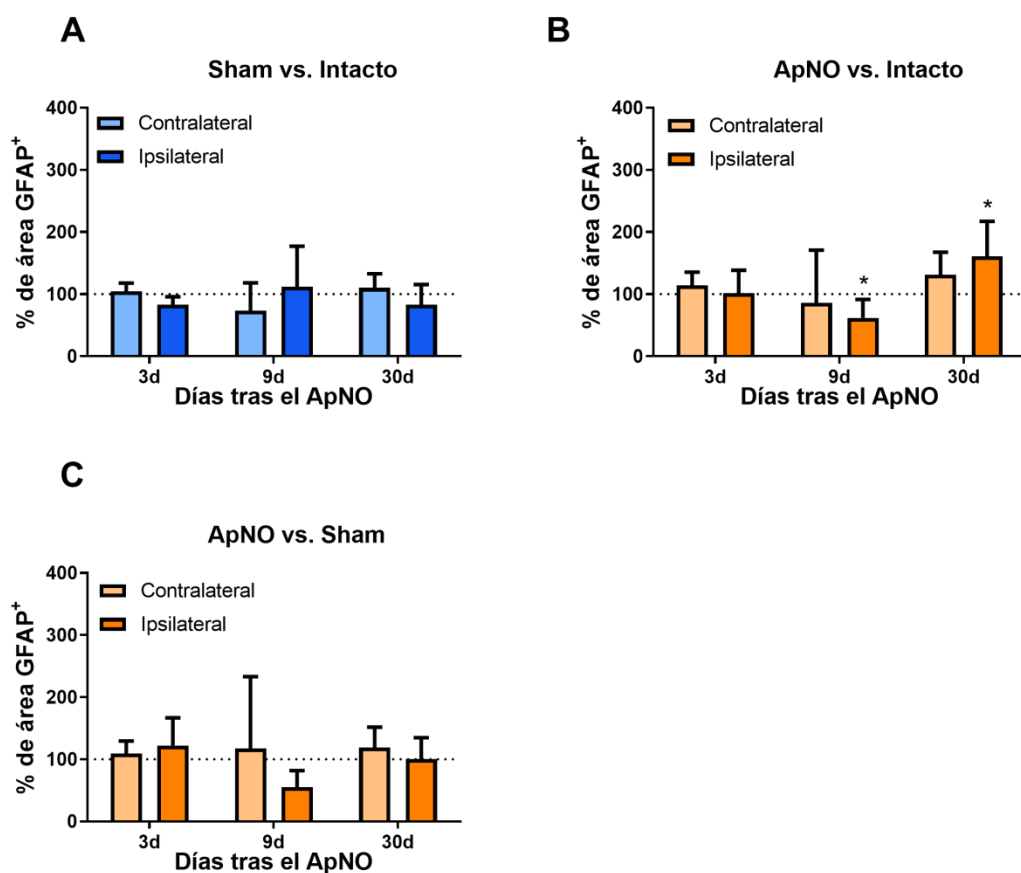 A
Sham vs. Intacto
% de área GFAP+
400
300
200
100
0
Contralateral
Ipsilateral
3d
9d
30d
Días tras el ApNO
B
ApNO vs. Intacto
% de área GFAP+
400
300
200
100
0
Contralateral
Ipsilateral
*
*
3d
9d
30d
Días tras el ApNO
C
ApNO vs. Sham
% de área GFAP+
400
300
200
100
0
Contralateral
Ipsilateral
3d
9d
30d
Días tras el ApNO